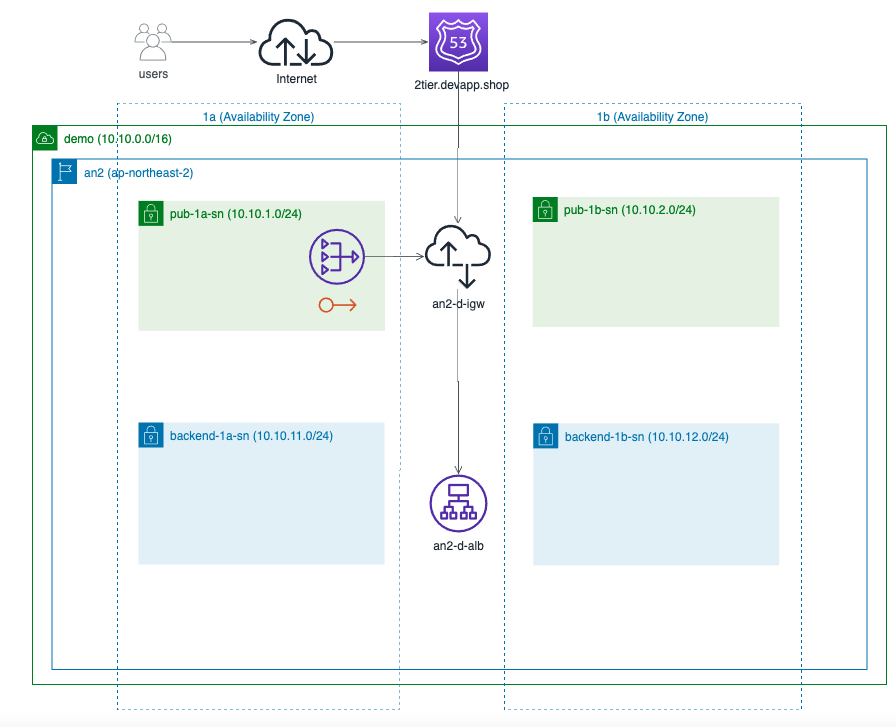 53
users
Internet
2tier.devapp.shop
1a (Availability Zone)
1b (Availability Zone)
demo (10.10.0.0/16)
an2 (ap-northeast-2)
pub-1a-sn (10.10.1.0/24)
pub-1b-sn (10.10.2.0/24)
an2-d-igw
backend-1a-sn (10.10.11.0/24)
backend-1b-sn (10.10.12.0/24)
an2-d-alb